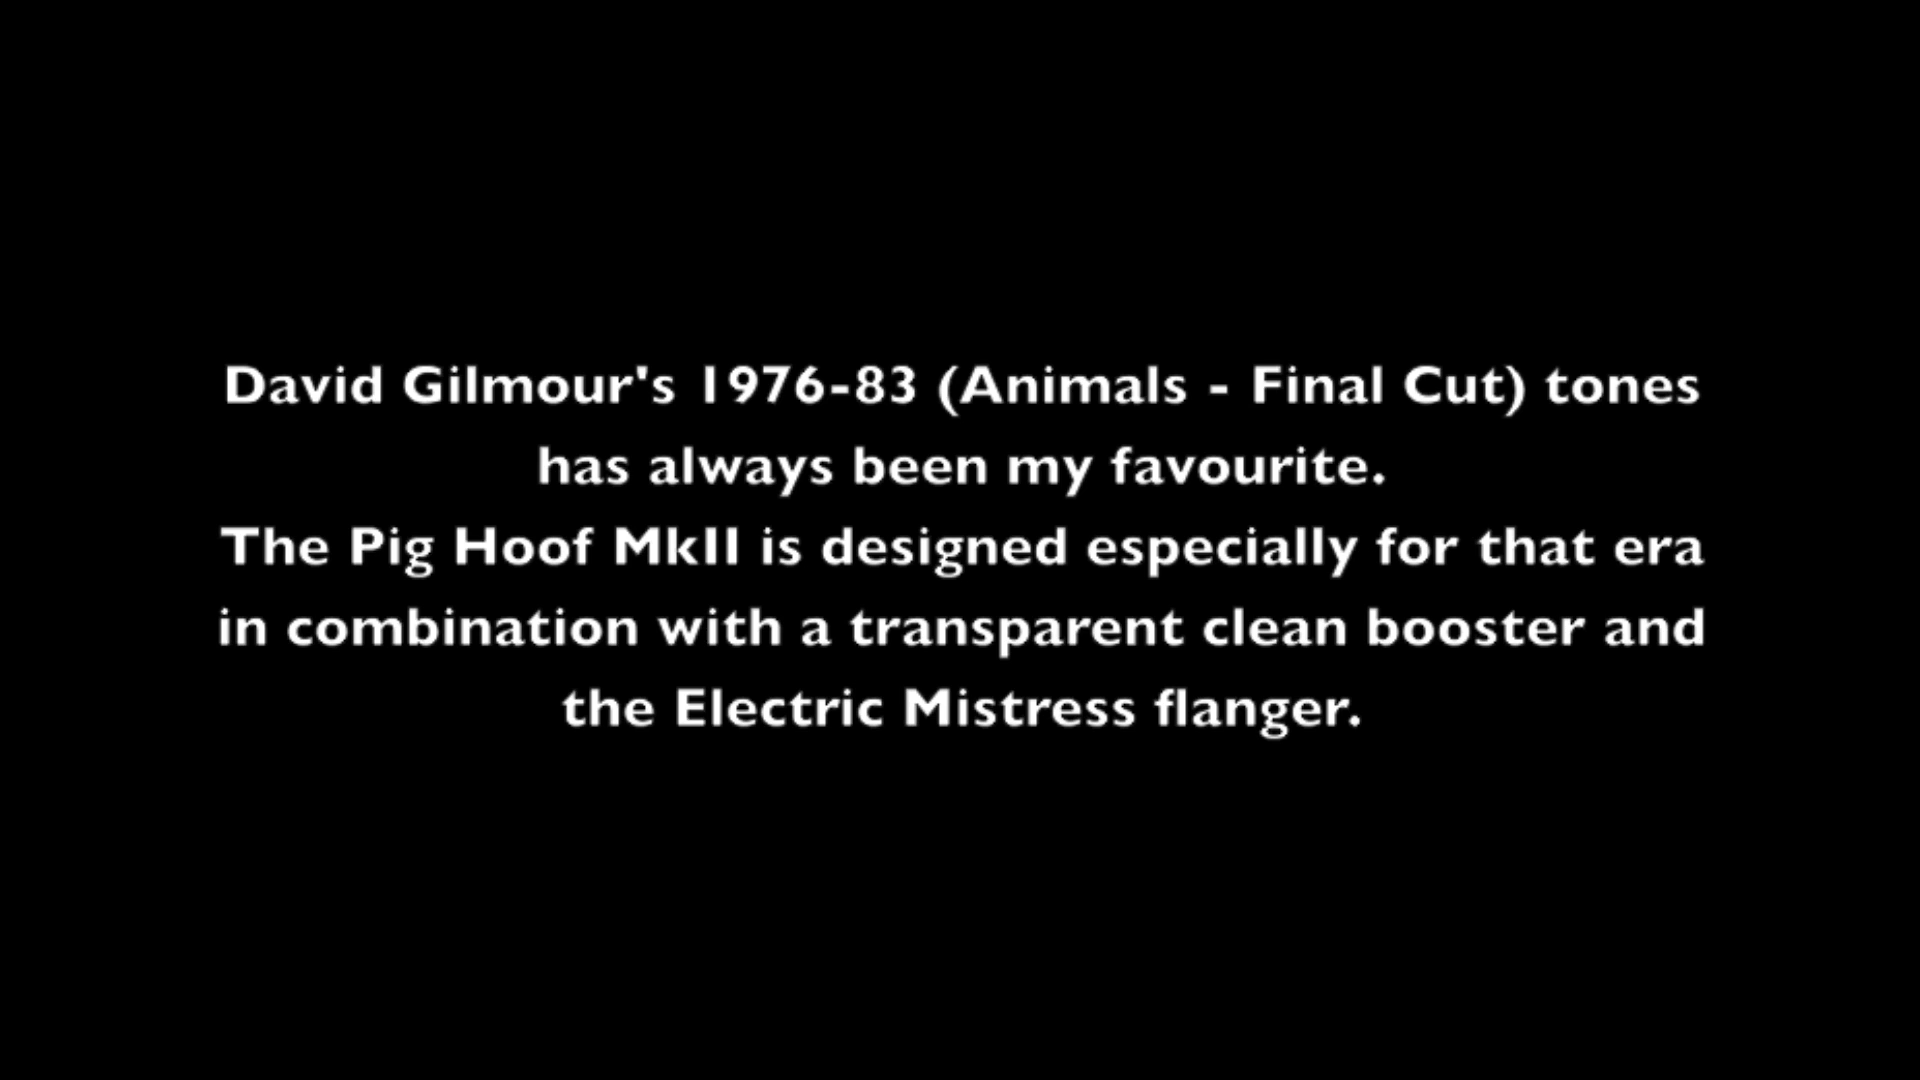 David Gilmour's 1976-83 (Animals - Final Cut) tones
has always been my favourite.
The Pig Hoof MkII is designed especially for that era
in combination with a transparent clean booster and
the Electric Mistress flanger.